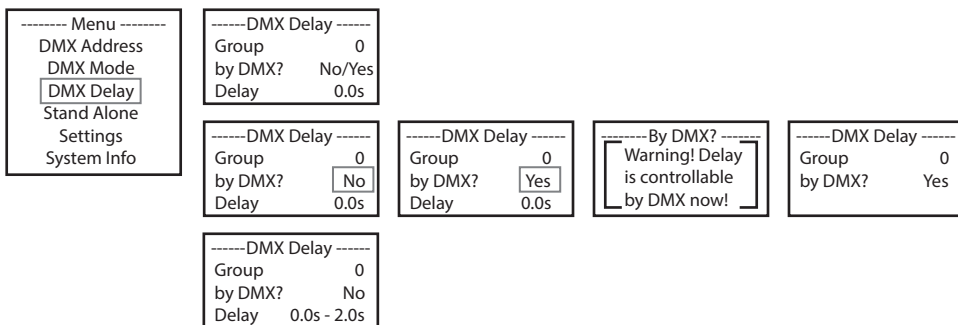 -------- Menu --------
DMX Address
DMX Mode
DMX Delay
Stand Alone
Settings
System Info
------DMX Delay ------
Group 0
by DMX? No/Yes
Delay 0.0s
------DMX Delay ------
Group 0
by DMX? No
Delay 0.0s
------DMX Delay ------
Group 0
by DMX? Yes
Delay 0.0s
--------By DMX? -------
Warning! Delay
is controllable
by DMX now!
------DMX Delay ------
Group 0
by DMX? Yes
------DMX Delay ------
Group 0
by DMX? No
Delay 0.0s - 2.0s